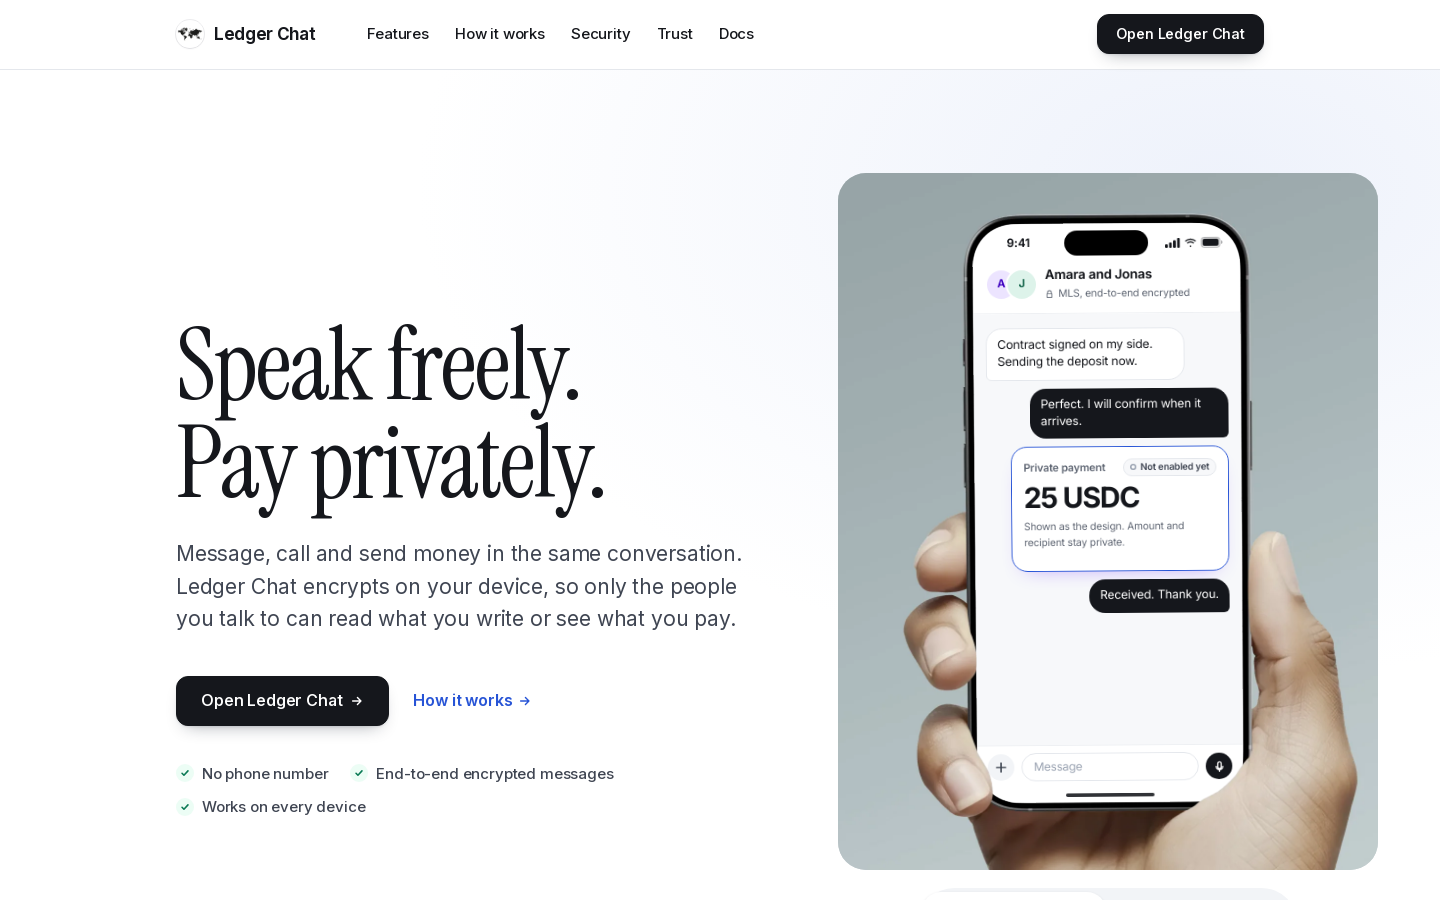 Ledger Chat
Features
How it works
Security
Trust
Docs
Open Ledger Chat
Speak freely.
Pay privately.
Message, call and send money in the same conversation.
Ledger Chat encrypts on your device, so only the people
you talk to can read what you write or see what you pay.
Open Ledger Chat →
How it works →
No phone number
End-to-end encrypted messages
Works on every device
9:41
A
J
Amara and Jonas
MLS, end-to-end encrypted
Contract signed on my side.
Sending the deposit now.
Perfect. I will confirm when it
arrives.
Private payment
Not enabled yet
25 USDC
Shown as the design. Amount and
recipient stay private.
Received. Thank you.
Message